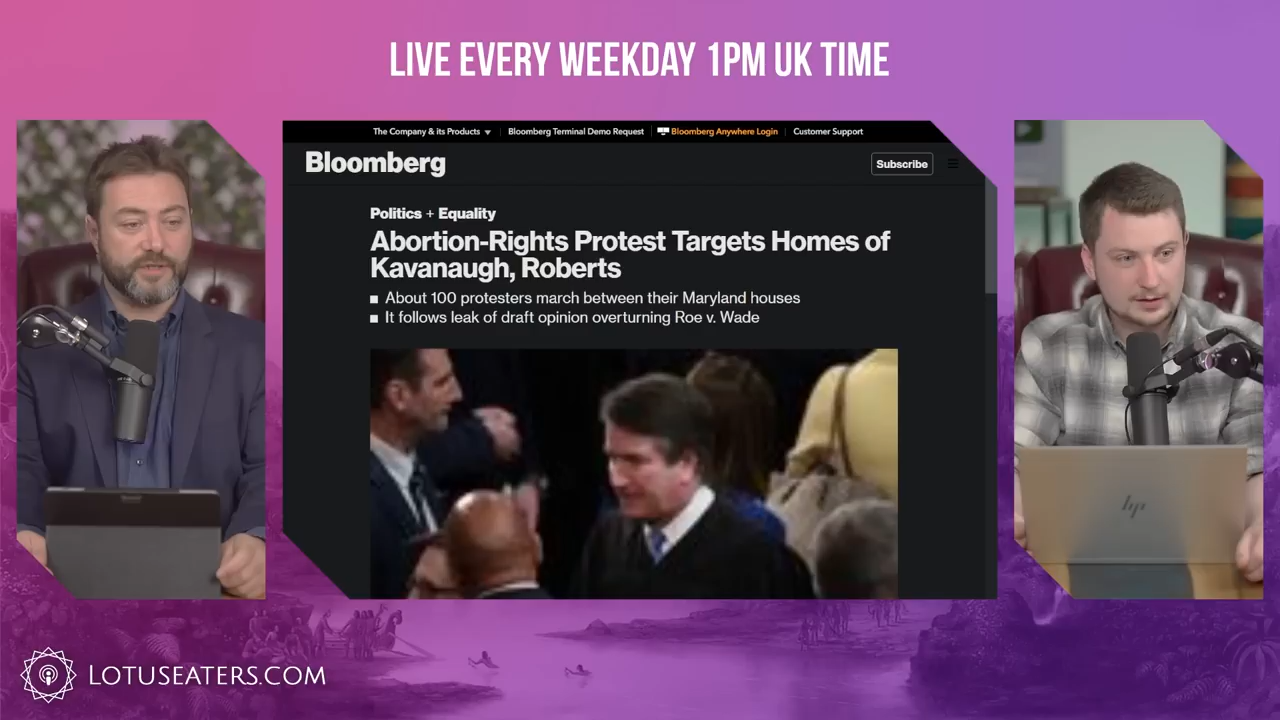 LIVE EVERY WEEKDAY 1PM UK TIME
The Company & its Products
Bloomberg Terminal Demo Request
Bloomberg Anywhere Login
Customer Support
Bloomberg
Subscribe
Politics + Equality
Abortion-Rights Protest Targets Homes of
Kavanaugh, Roberts
About 100 protesters march between their Maryland houses
It follows leak of draft opinion overturning Roe v. Wade
hp
LOTUSEATERS.COM